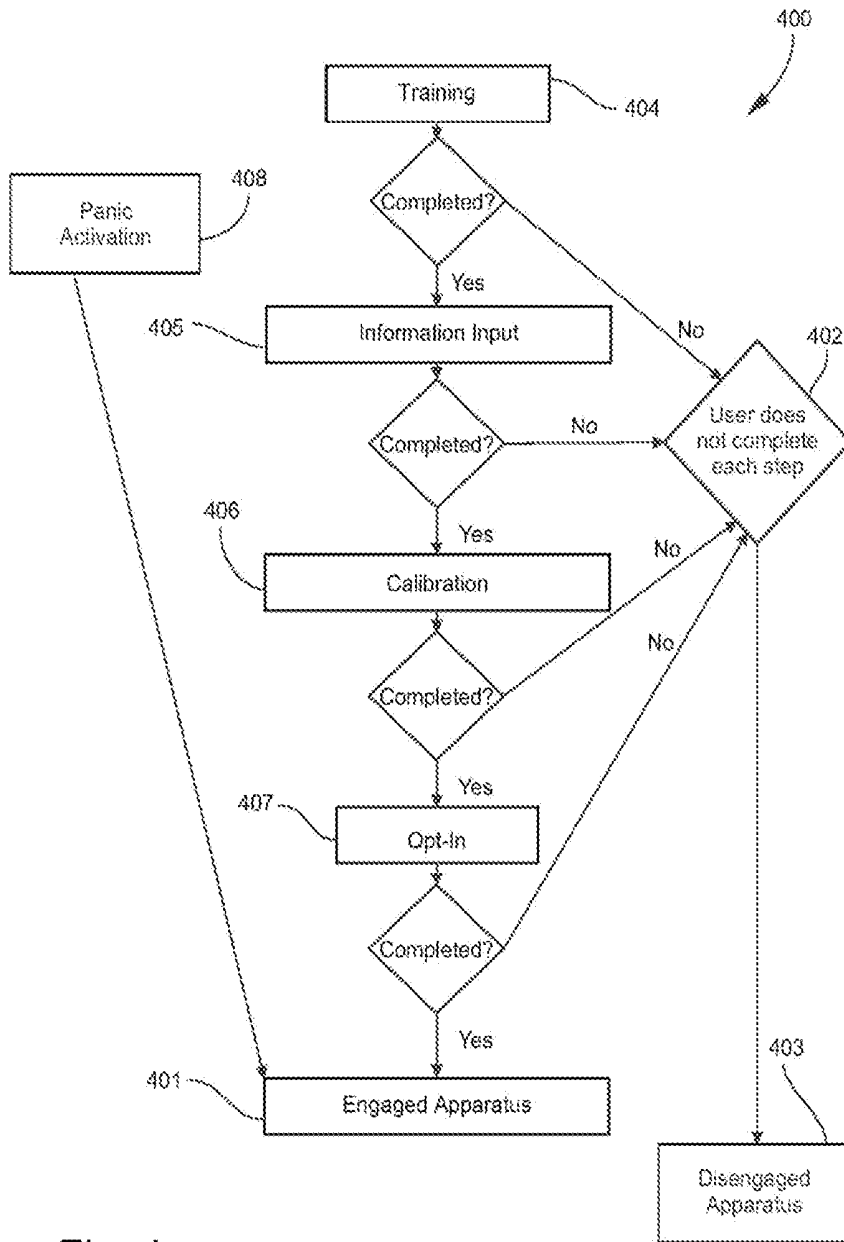 400
Training
404
408
Panic
Activation
Completed?
Yes
No
405
Information Input
402
User does
not complete
each step
Completed?
No
406
Yes
No
Calibration
No
Completed?
Yes
407
Opt-In
Completed?
Yes
401
Engaged Apparatus
403
Disengaged
Apparatus